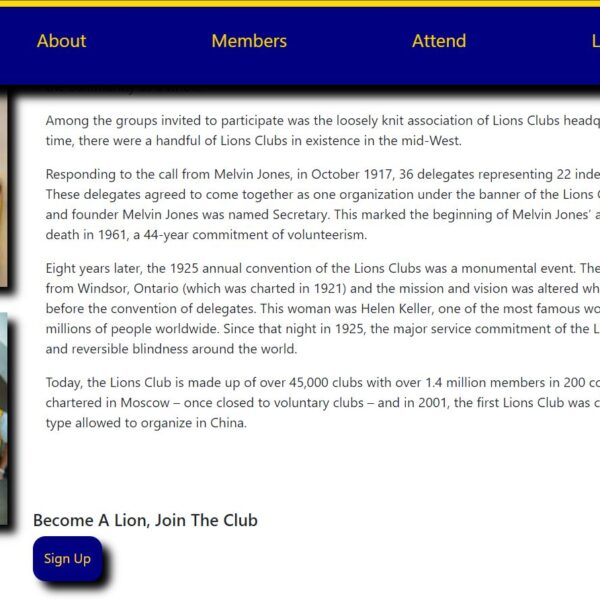 About Members Attend L
the community as a whole.
Among the groups invited to participate was the loosely knit association of Lions Clubs headq
time, there were a handful of Lions Clubs in existence in the mid-West.
Responding to the call from Melvin Jones, in October 1917, 36 delegates representing 22 inde
These delegates agreed to come together as one organization under the banner of the Lions C
and founder Melvin Jones was named Secretary. This marked the beginning of Melvin Jones’ a
death in 1961, a 44-year commitment of volunteerism.
Eight years later, the 1925 annual convention of the Lions Clubs was a monumental event. The
from Windsor, Ontario (which was charted in 1921) and the mission and vision was altered wh
before the convention of delegates. This woman was Helen Keller, one of the most famous wo
millions of people worldwide. Since that night in 1925, the major service commitment of the L
and reversible blindness around the world.
Today, the Lions Club is made up of over 45,000 clubs with over 1.4 million members in 200 co
chartered in Moscow – once closed to voluntary clubs – and in 2001, the first Lions Club was c
type allowed to organize in China.
Become A Lion, Join The Club
Sign Up